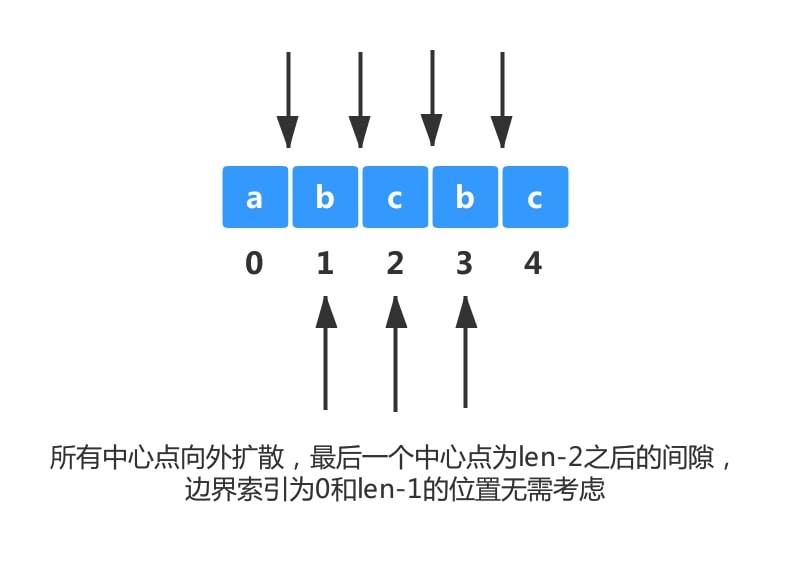 a b c b c
0 1 2 3 4
所有中心点向外扩散，最后一个中心点为len-2之后的间隙，
边界索引为0和len-1的位置无需考虑